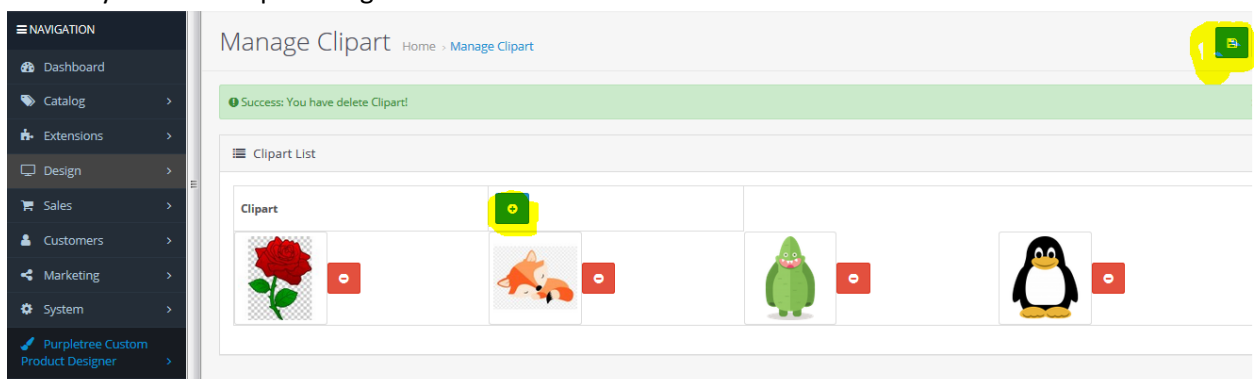 NAVIGATION
Manage Clipart Home › Manage Clipart
Dashboard
Catalog
Success: You have delete Clipart!
Extensions
Clipart List
Design
Sales
Clipart
Customers
Marketing
System
Purpletree Custom
Product Designer